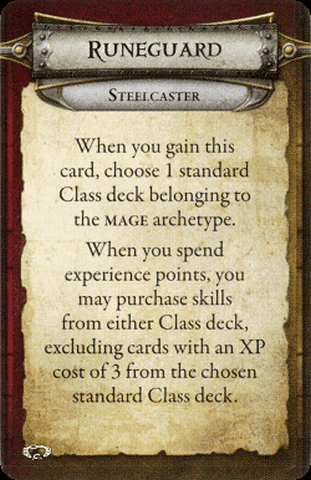 RUNEGUARD
STEELCASTER
When you gain this
card, choose 1 standard
Class deck belonging to
the MAGE archetype.
When you spend
experience points, you
may purchase skills
from either Class deck,
excluding cards with an XP
cost of 3 from the chosen
standard Class deck.